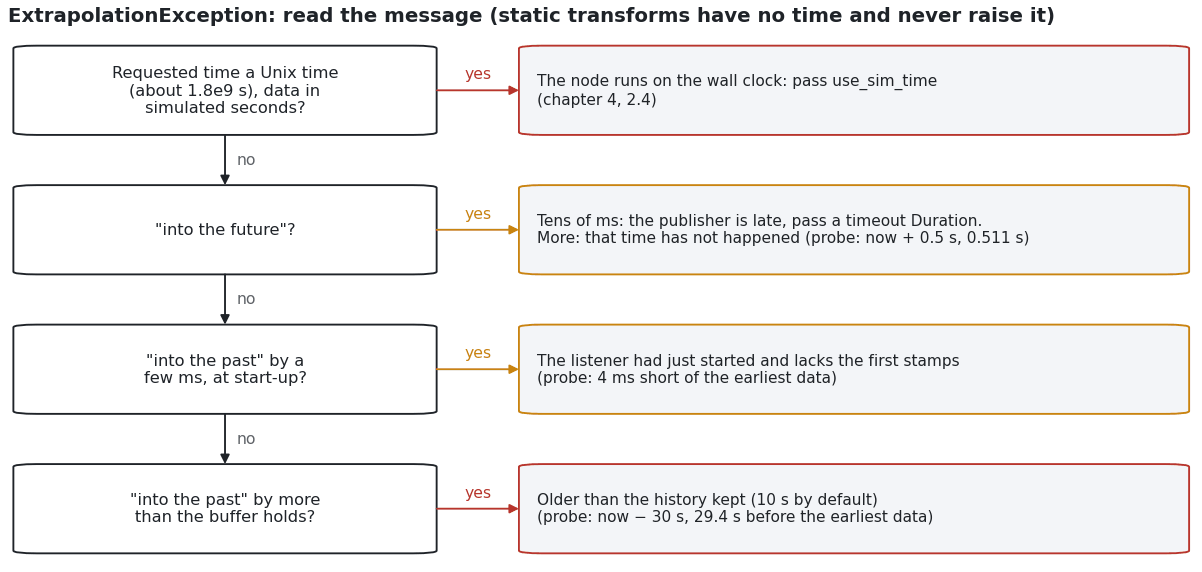 ExtrapolationException: read the message (static transforms have no time and never raise it)
Requested time a Unix time
(about 1.8e9 s), data in
simulated seconds?
yes
The node runs on the wall clock: pass use_sim_time
(chapter 4, 2.4)
no
"into the future"?
yes
Tens of ms: the publisher is late, pass a timeout Duration.
More: that time has not happened (probe: now + 0.5 s, 0.511 s)
no
"into the past" by a
few ms, at start-up?
yes
The listener had just started and lacks the first stamps
(probe: 4 ms short of the earliest data)
no
"into the past" by more
than the buffer holds?
yes
Older than the history kept (10 s by default)
(probe: now − 30 s, 29.4 s before the earliest data)